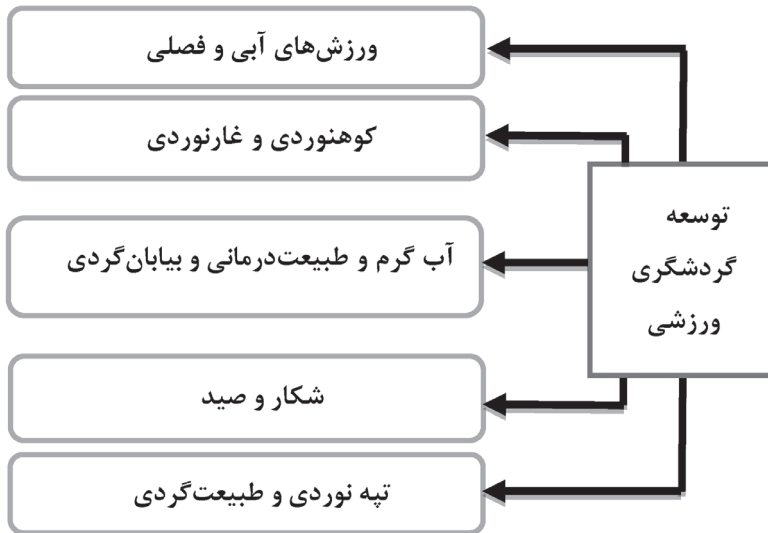 ورزش‌های آبی و فصلی
کوهنوردی و غارنوردی
توسعه
گردشگری
ورزشی
آب گرم و طبیعت‌درمانی و بیابان‌گردی
شکار و صید
تپه نوردی و طبیعت‌گردی